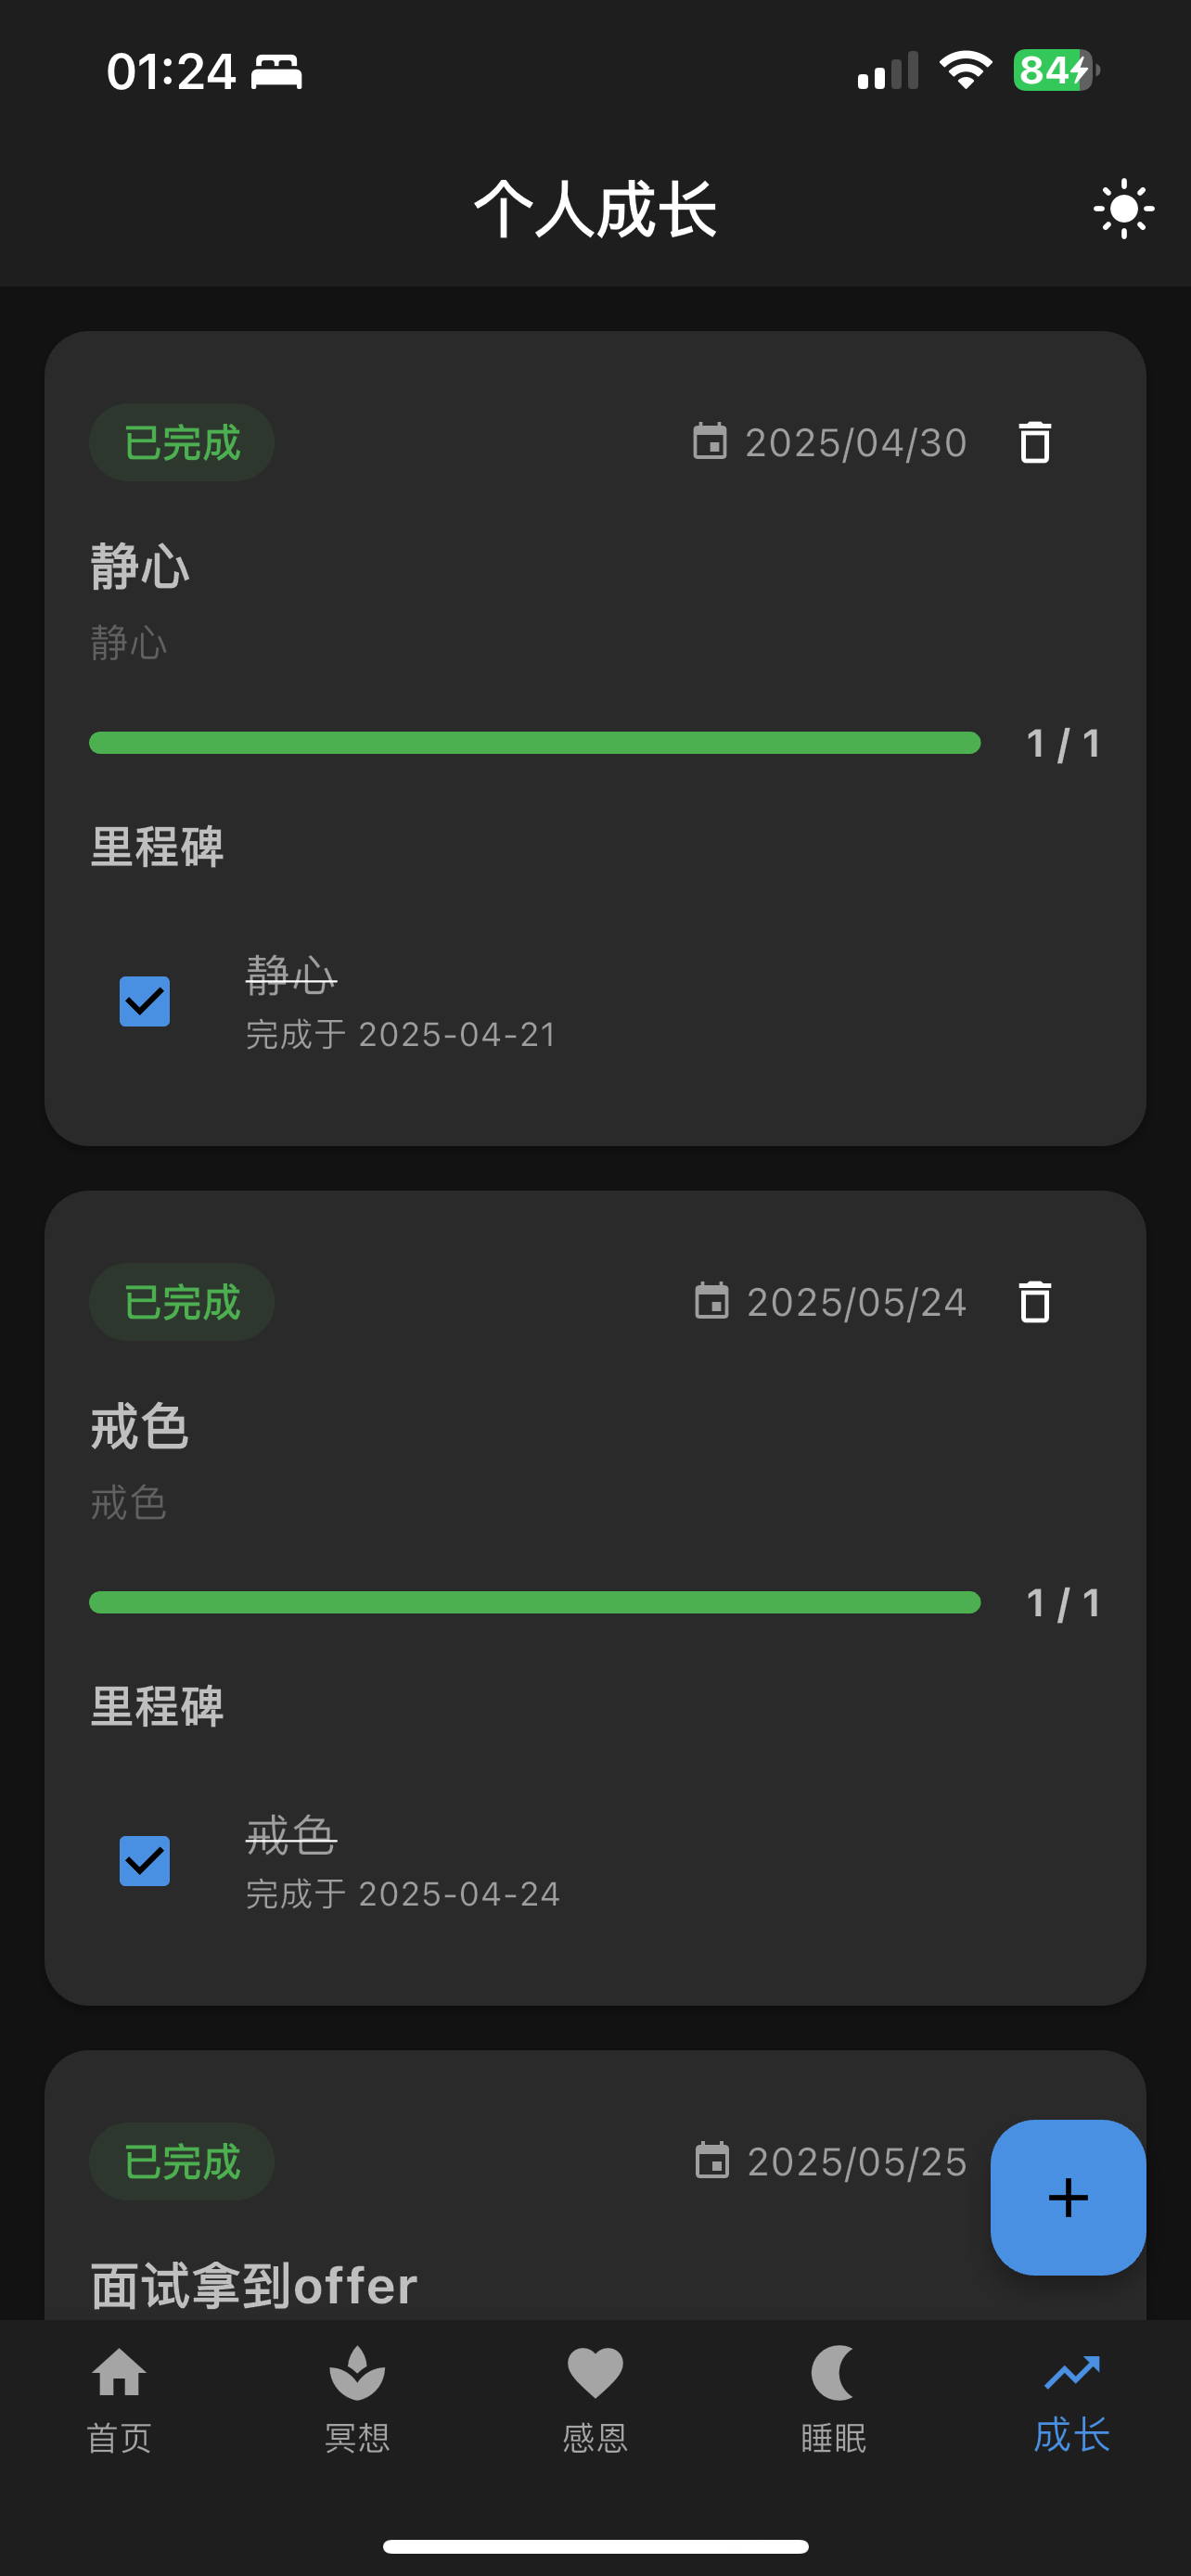 01:24
84
个人成长
已完成
2025/04/30
静心
静心
1 / 1
里程碑
静心
完成于 2025-04-21
已完成
2025/05/24
戒色
戒色
1 / 1
里程碑
戒色
完成于 2025-04-24
已完成
2025/05/25
面试拿到offer
首页
冥想
感恩
睡眠
成长